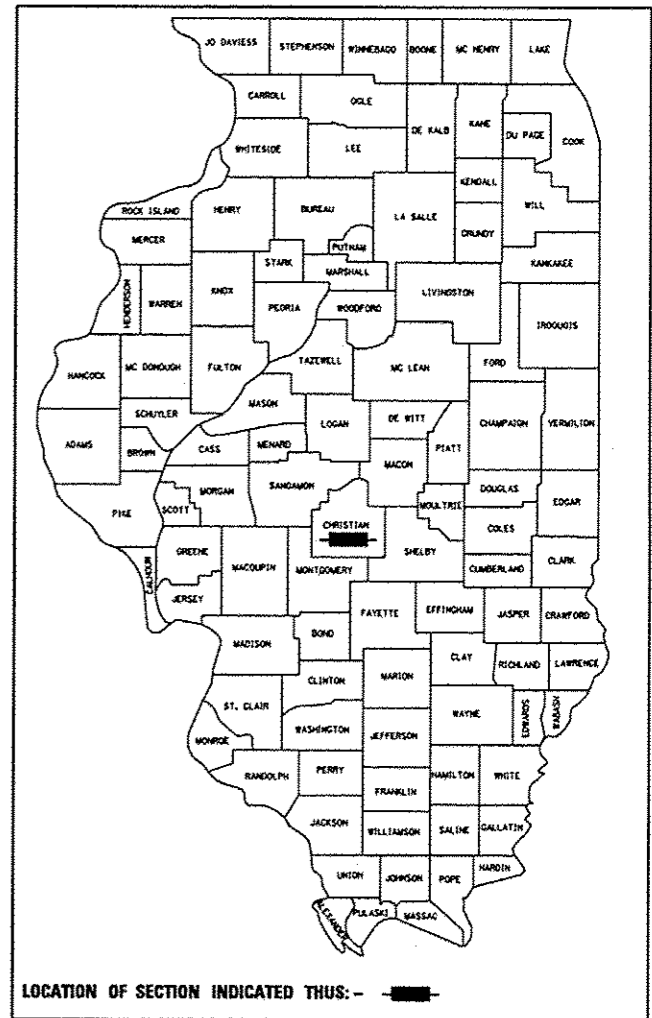 JO DAVIESS STEPHENSON WINNEBAGO BOONE MC HENRY LAKE
CARROLL OGLE DE KALB KANE DU PAGE COOK
WHITESIDE LEE
KENDALL
ROCK ISLAND HENRY BUREAU LA SALLE GRUNDY WILL
MERCER PUTNAM
STARK MARSHALL KANKAKEE
HENDERSON WARREN KNOX PEORIA WOODFORD LIVINGSTON IROQUOIS
HANCOCK MC DONOUGH FULTON TAZEWELL MC LEAN FORD
MASON
SCHUYLER LOGAN DE WITT CHAMPAIGN VERMILION
ADAMS BROWN CASS MENARD MACON PIATT
PIKE SCOTT MORGAN SANGAMON DOUGLAS EDGAR
MOULTRIE
CHRISTIAN COLES
GREENE MACOUPIN MONTGOMERY SHELBY CUMBERLAND CLARK
CALHOUN JERSEY
FAYETTE EFFINGHAM JASPER CRAWFORD
MADISON BOND
CLAY RICHLAND LAWRENCE
CLINTON MARION
ST. CLAIR WAYNE EDWARDS WABASH
MONROE WASHINGTON JEFFERSON
RANDOLPH PERRY HAMILTON WHITE
FRANKLIN
JACKSON WILLIAMSON SALINE GALLATIN
UNION JOHNSON POPE HARDIN
ALEXANDER PULASKI MASSAC
LOCATION OF SECTION INDICATED THUS: -